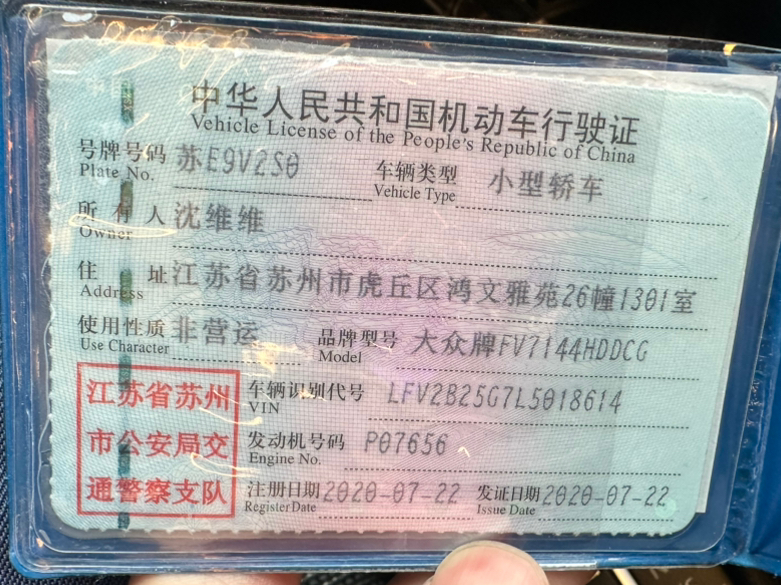 中华人民共和国机动车行驶证
Vehicle License of the People's Republic of China
号牌号码 苏E9V2S0 车辆类型 小型轿车
Plate No. Vehicle Type
所有人 沈维维
Owner
住址 江苏省苏州市虎丘区鸿文雅苑26幢1301室
Address
使用性质 非营运 品牌型号 大众牌FV7144HDDCG
Use Character Model
江苏省苏州
市公安局交
通警察支队
车辆识别代号 LFV2B25G7L5018614
VIN
发动机号码 P07656
Engine No.
注册日期 2020-07-22 发证日期 2020-07-22
Register Date Issue Date